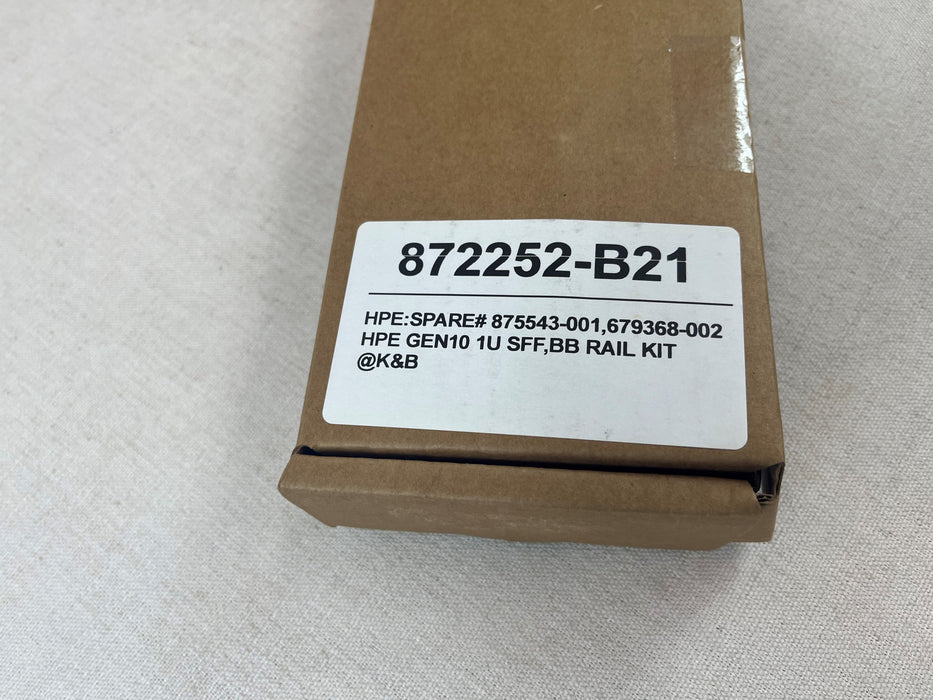 872252-B21
HPE:SPARE# 875543-001,679368-002
HPE GEN10 1U SFF,BB RAIL KIT
@K&B